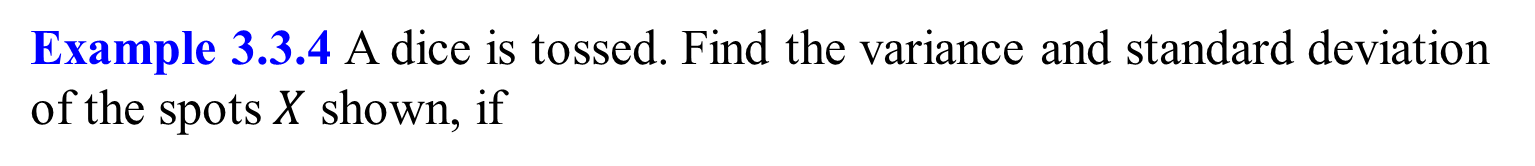 Example 3.3.4 A dice is tossed. Find the variance and standard deviation
of the spots X shown, if